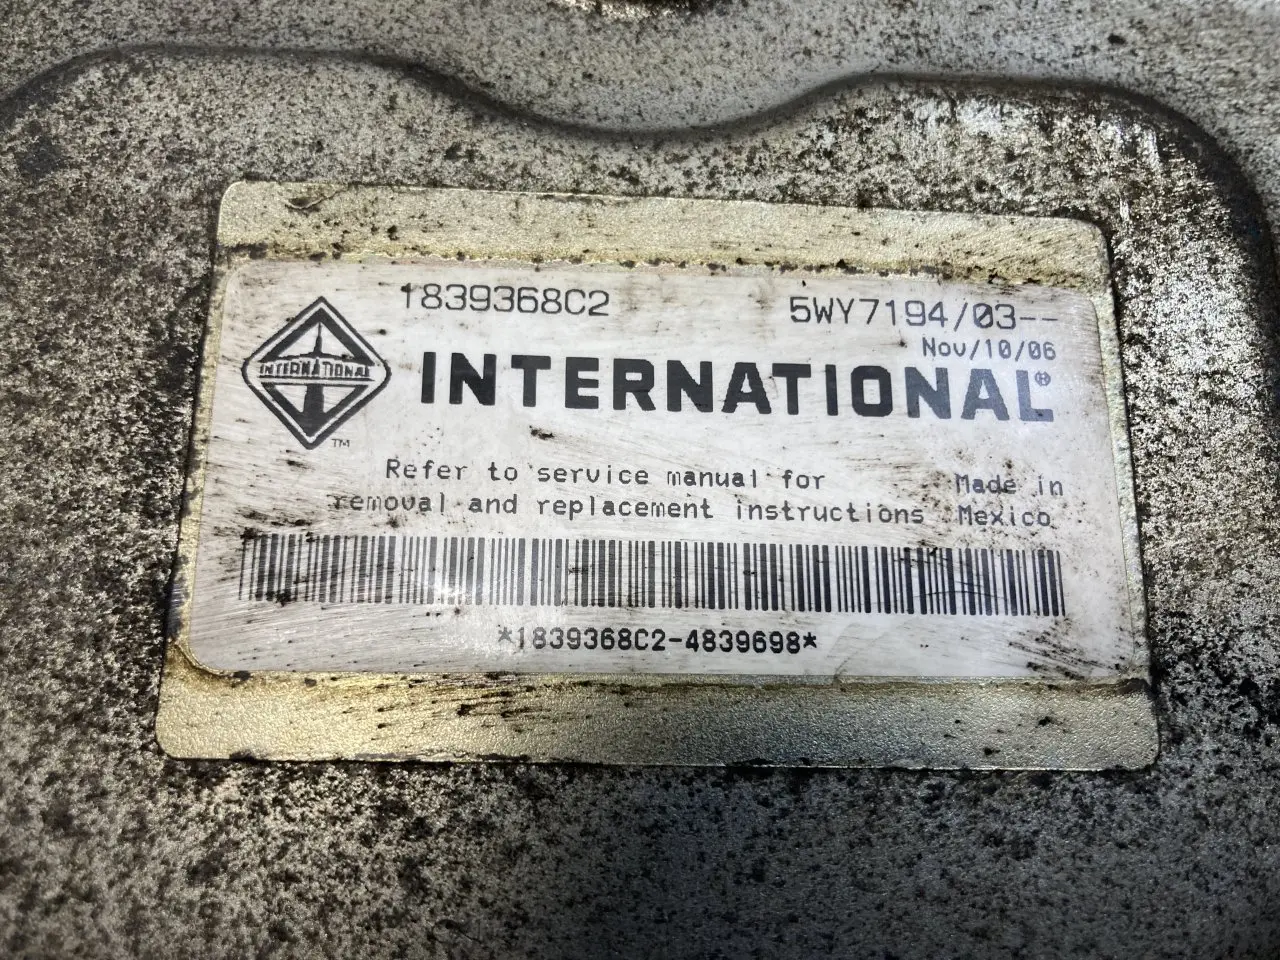 1839368C2 5WY7194/03--
Nov/10/06
INTERNATIONAL
INTERNATIONAL®
TM
Refer to service manual for
removal and replacement instructions
Made in
Mexico
*1839368C2-4839698*